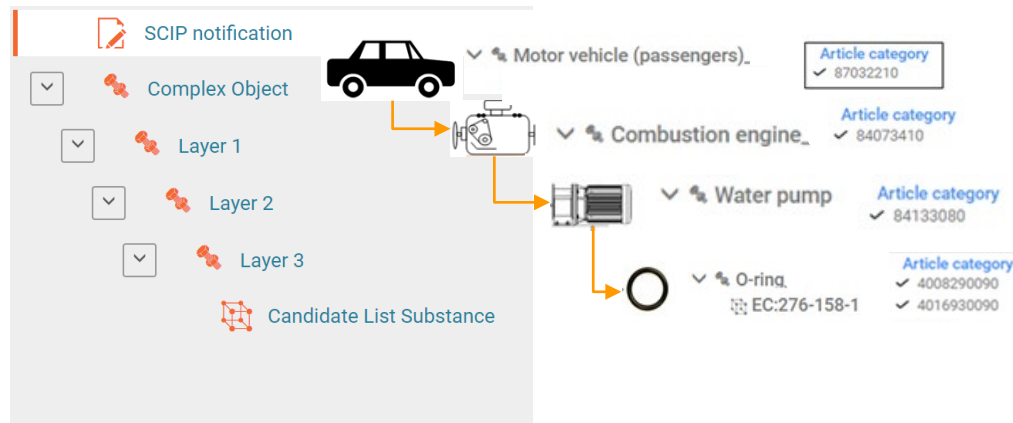 SCIP notification
Complex Object
Layer 1
Layer 2
Layer 3
Candidate List Substance
Motor vehicle (passengers)_
Article category
87032210
Combustion engine_
Article category
84073410
Water pump
Article category
84133080
O-ring_
EC:276-158-1
Article category
4008290090
4016930090